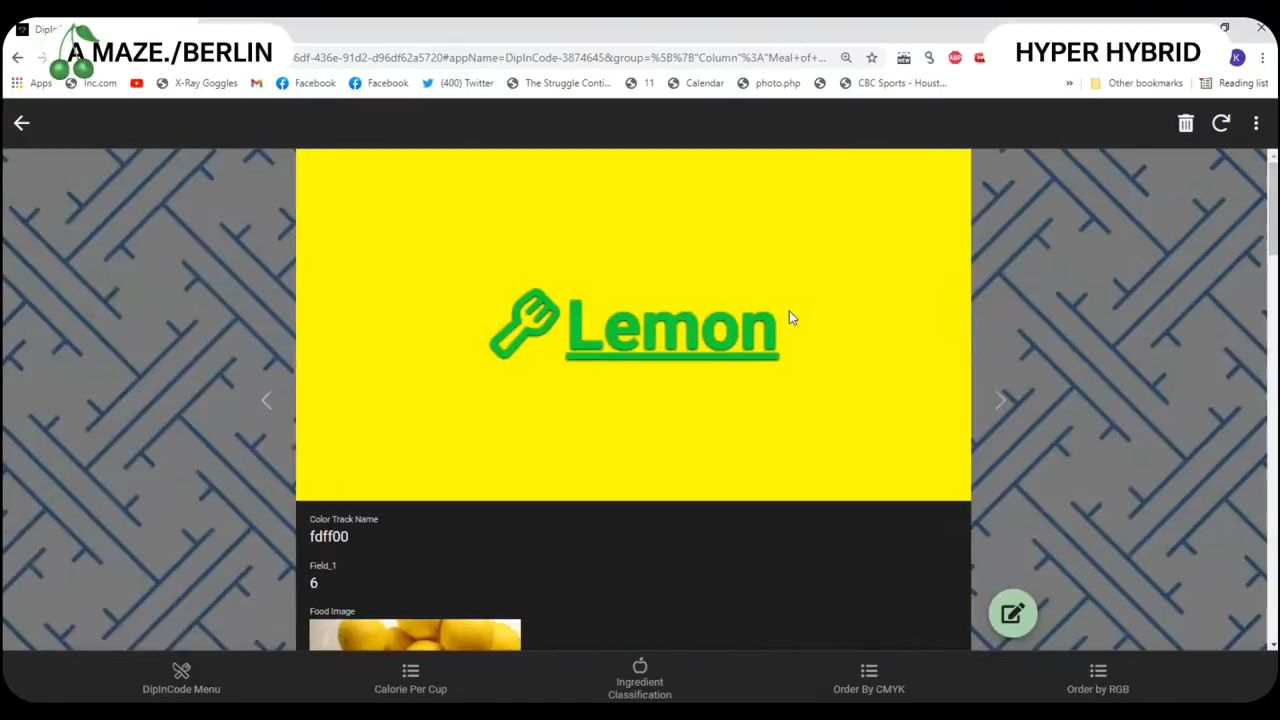 DipIn
A MAZE./BERLIN
HYPER HYBRID
6df-436e-91d2-d96df62a5720#appName=DipInCode-3874645&group=%5B%7B"Column"%3A"Meal+of+...
ABP
K
Apps
Inc.com
X-Ray Goggles
Facebook
Facebook
(400) Twitter
The Struggle Conti...
11
Calendar
photo.php
CBC Sports - Houst...
»
Other bookmarks
Reading list
Lemon
Color Track Name
fdff00
Field_1
6
Food Image
DipInCode Menu
Calorie Per Cup
Ingredient
Classification
Order By CMYK
Order by RGB